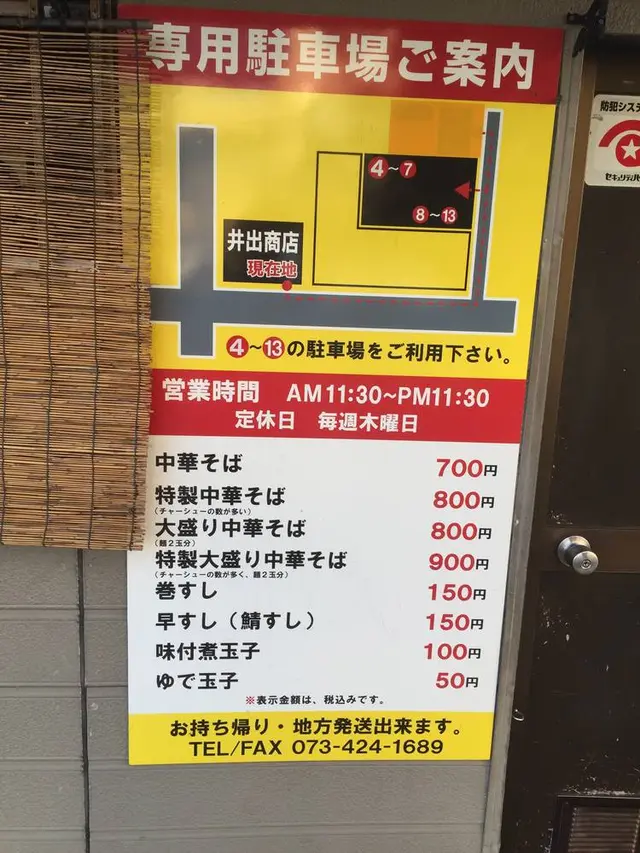 専用駐車場ご案内
防犯システ
④~⑦
⑧~⑬
井出商店
現在地
④~⑬の駐車場をご利用下さい。
営業時間 AM11:30~PM11:30
定休日 毎週木曜日
中華そば 700円
特製中華そば 800円
(チャーシューの数が多い)
大盛り中華そば 800円
(麺2玉分)
特製大盛り中華そば 900円
(チャーシューの数が多く、麺2玉分)
巻すし 150円
早すし(鯖すし) 150円
味付煮玉子 100円
ゆで玉子 50円
※表示金額は、税込みです。
お持ち帰り・地方発送出来ます。
TEL/FAX 073-424-1689